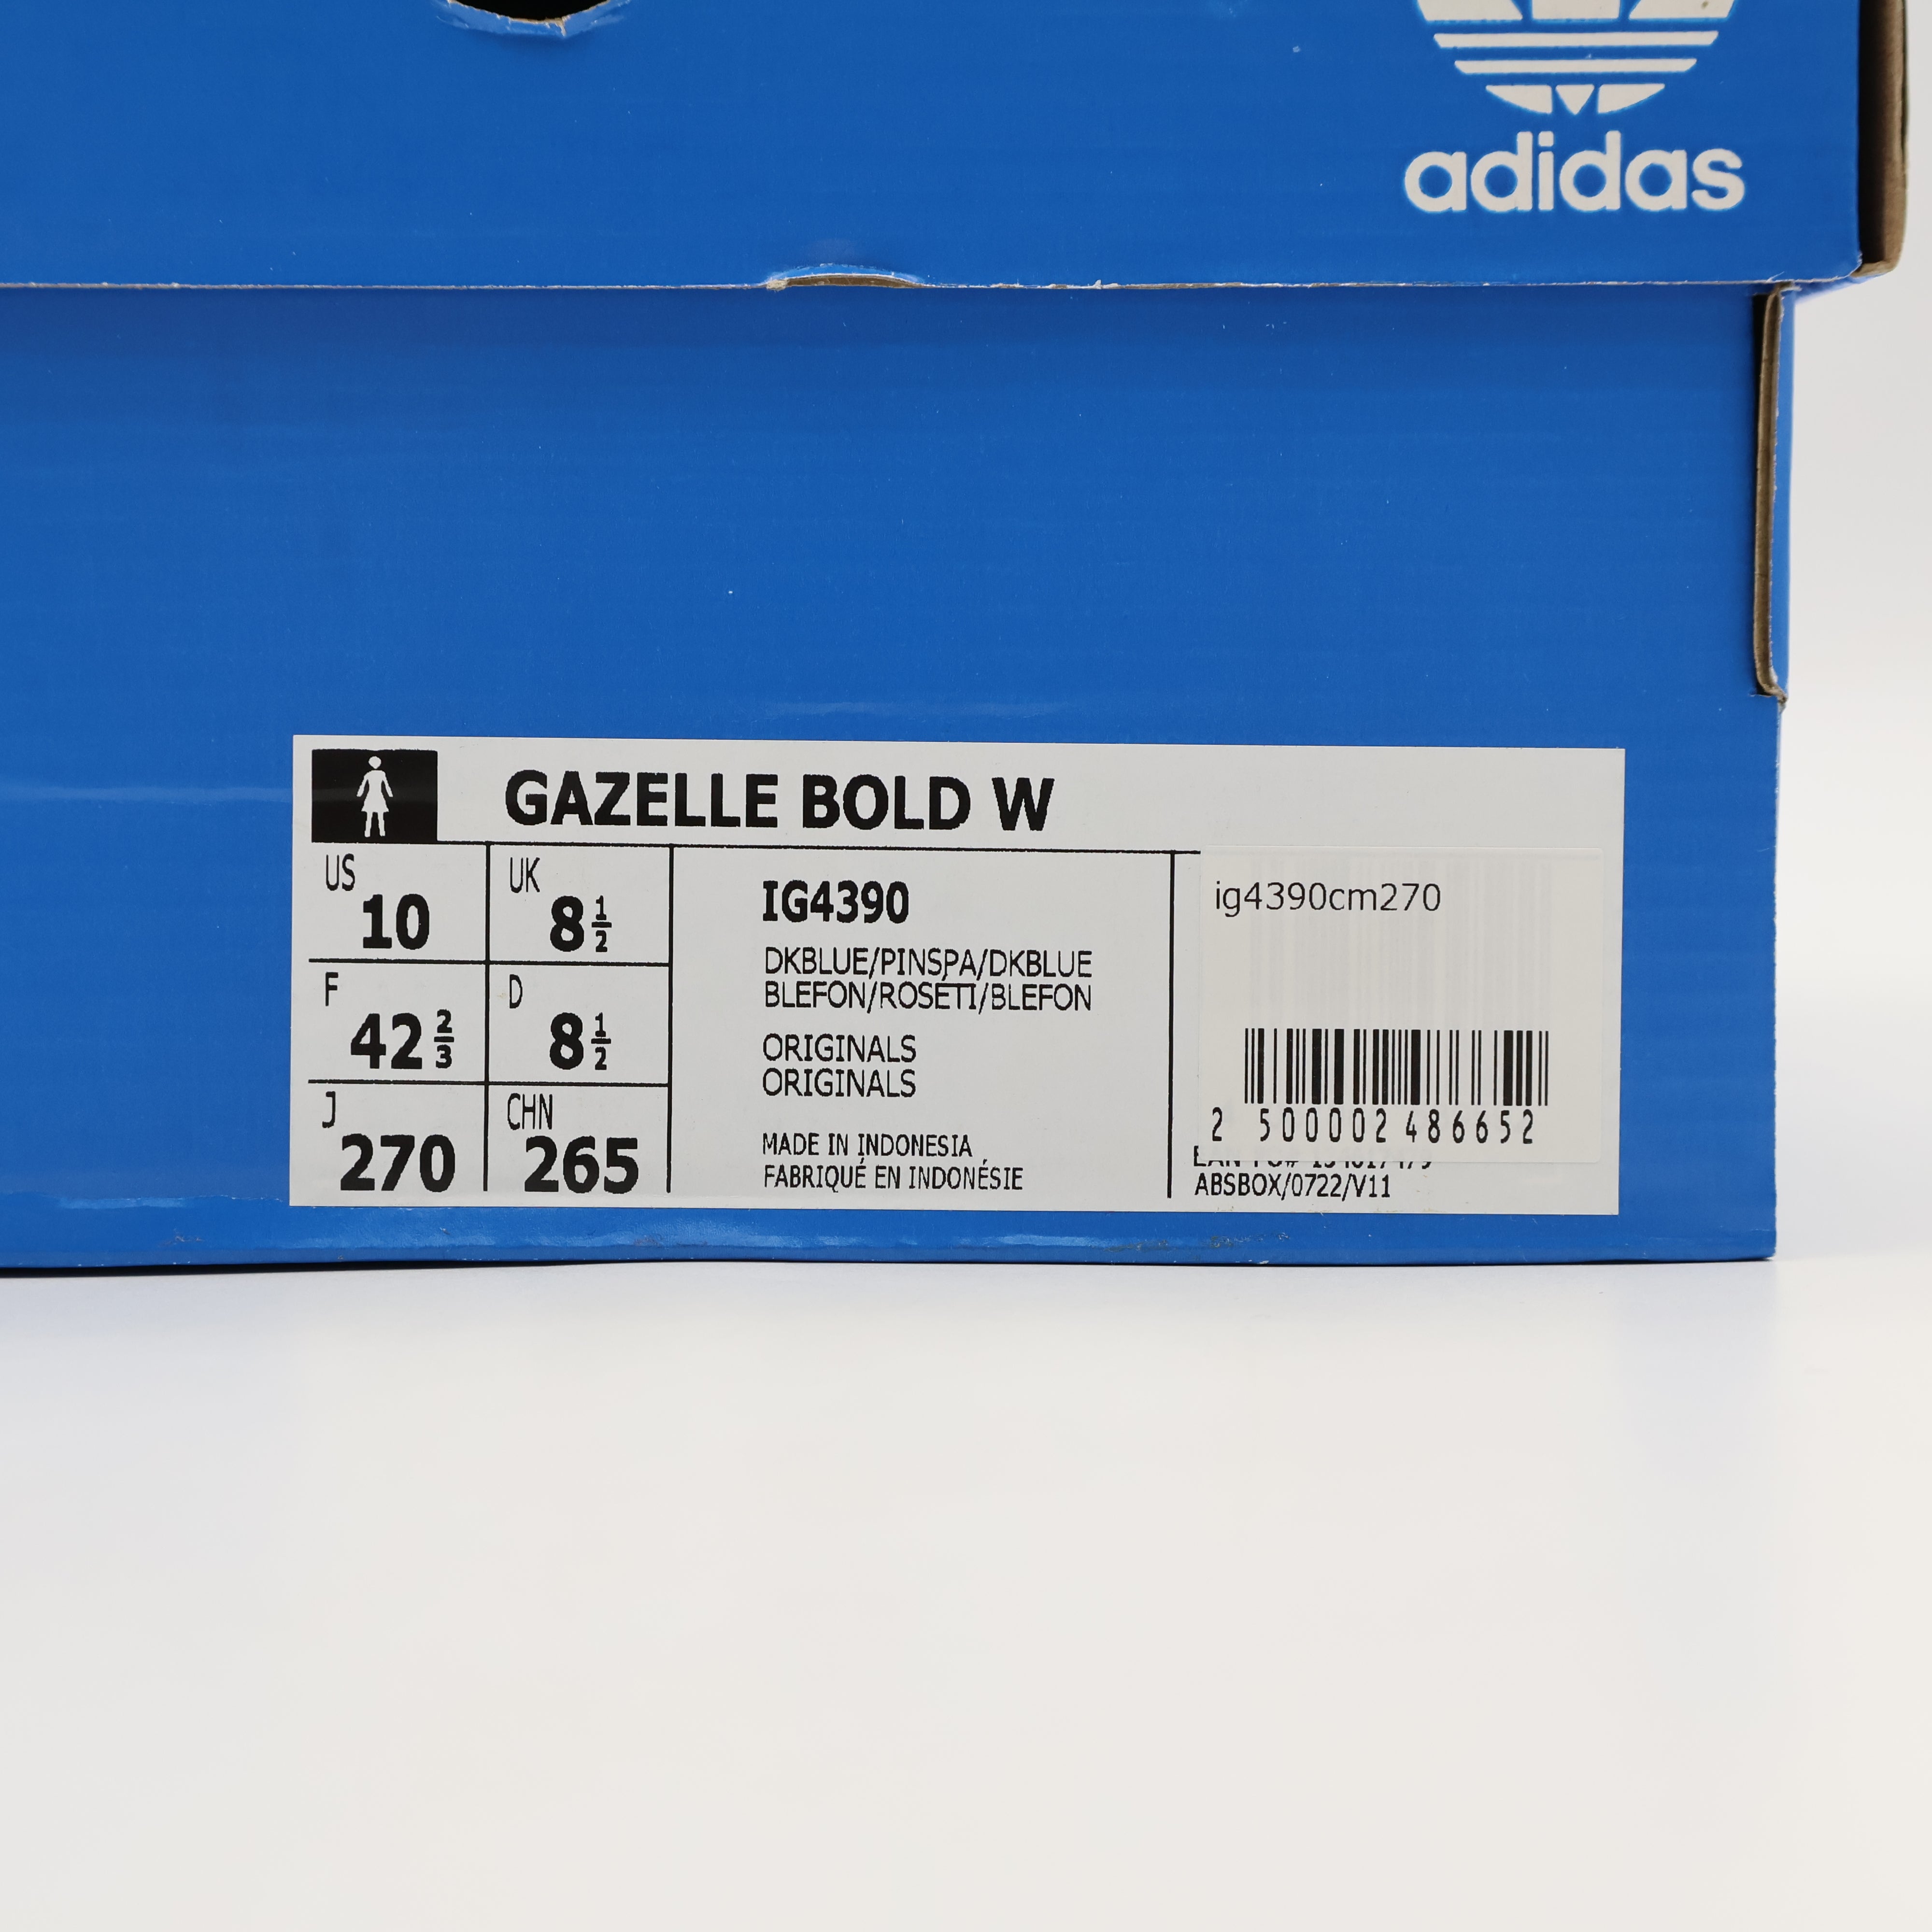 adidas
GAZELLE BOLD W
US
10
UK
8 1/2
F
42 2/3
D
8 1/2
J
270
CHN
265
IG4390
DKBLUE/PINSPA/DKBLUE
BLEFON/ROSÉTI/BLEFON
ORIGINALS
ORIGINALS
MADE IN INDONESIA
FABRIQUÉ EN INDONÉSIE
ig4390cm270
2 500002 486652
ABSBOX/0722/V11